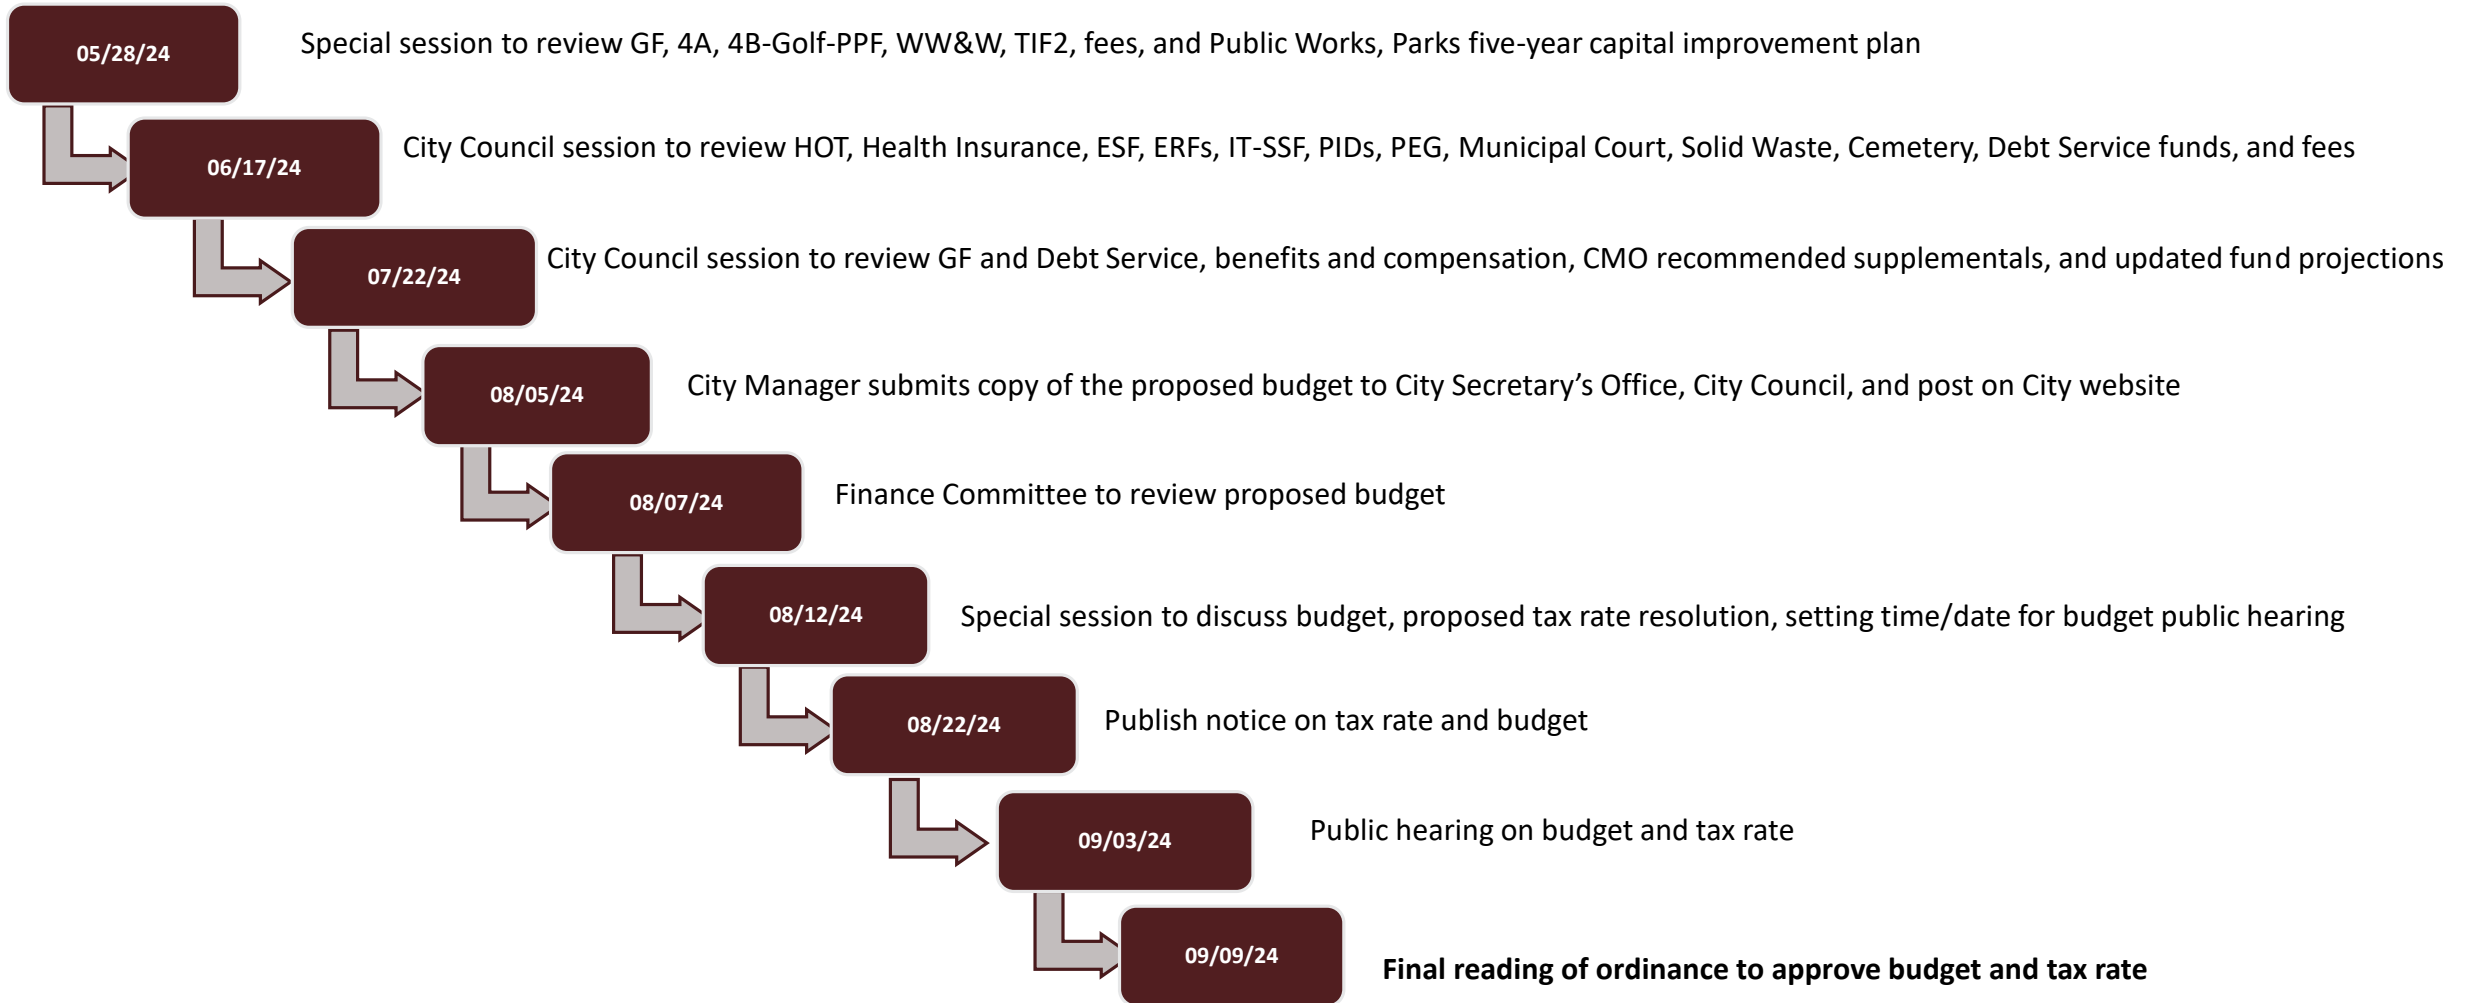 05/28/24
Special session to review GF, 4A, 4B-Golf-PPF, WW&W, TIF2, fees, and Public Works, Parks five-year capital improvement plan
06/17/24
City Council session to review HOT, Health Insurance, ESF, ERFs, IT-SSF, PIDs, PEG, Municipal Court, Solid Waste, Cemetery, Debt Service funds, and fees
07/22/24
City Council session to review GF and Debt Service, benefits and compensation, CMO recommended supplementals, and updated fund projections
08/05/24
City Manager submits copy of the proposed budget to City Secretary’s Office, City Council, and post on City website
08/07/24
Finance Committee to review proposed budget
08/12/24
Special session to discuss budget, proposed tax rate resolution, setting time/date for budget public hearing
08/22/24
Publish notice on tax rate and budget
09/03/24
Public hearing on budget and tax rate
09/09/24
Final reading of ordinance to approve budget and tax rate